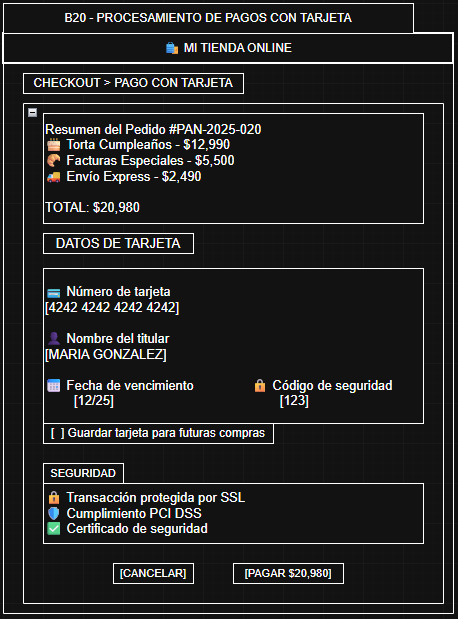 B20 - PROCESAMIENTO DE PAGOS CON TARJETA
🛍️ MI TIENDA ONLINE
CHECKOUT > PAGO CON TARJETA
Resumen del Pedido #PAN-2025-020
🎂 Torta Cumpleaños - $12,990
🥐 Facturas Especiales - $5,500
🚚 Envío Express - $2,490
TOTAL: $20,980
DATOS DE TARJETA
💳 Número de tarjeta
[4242 4242 4242 4242]
👤 Nombre del titular
[MARIA GONZALEZ]
📅 Fecha de vencimiento 🔒 Código de seguridad
[12/25] [123]
[ ] Guardar tarjeta para futuras compras
SEGURIDAD
🔒 Transacción protegida por SSL
🛡️ Cumplimiento PCI DSS
✅ Certificado de seguridad
[CANCELAR] [PAGAR $20,980]